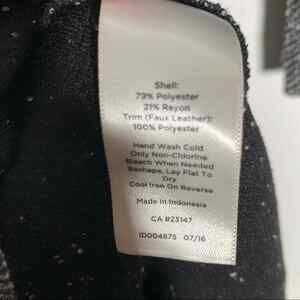 Shell:
79% Polyester
21% Rayon
Trim (Faux Leather):
100% Polyester
Hand Wash Cold
Only Non-Chlorine
Bleach When Needed
Reshape, Lay Flat To
Dry
Cool Iron On Reverse
Made in Indonesia
CA #23147
ID004875 07/16